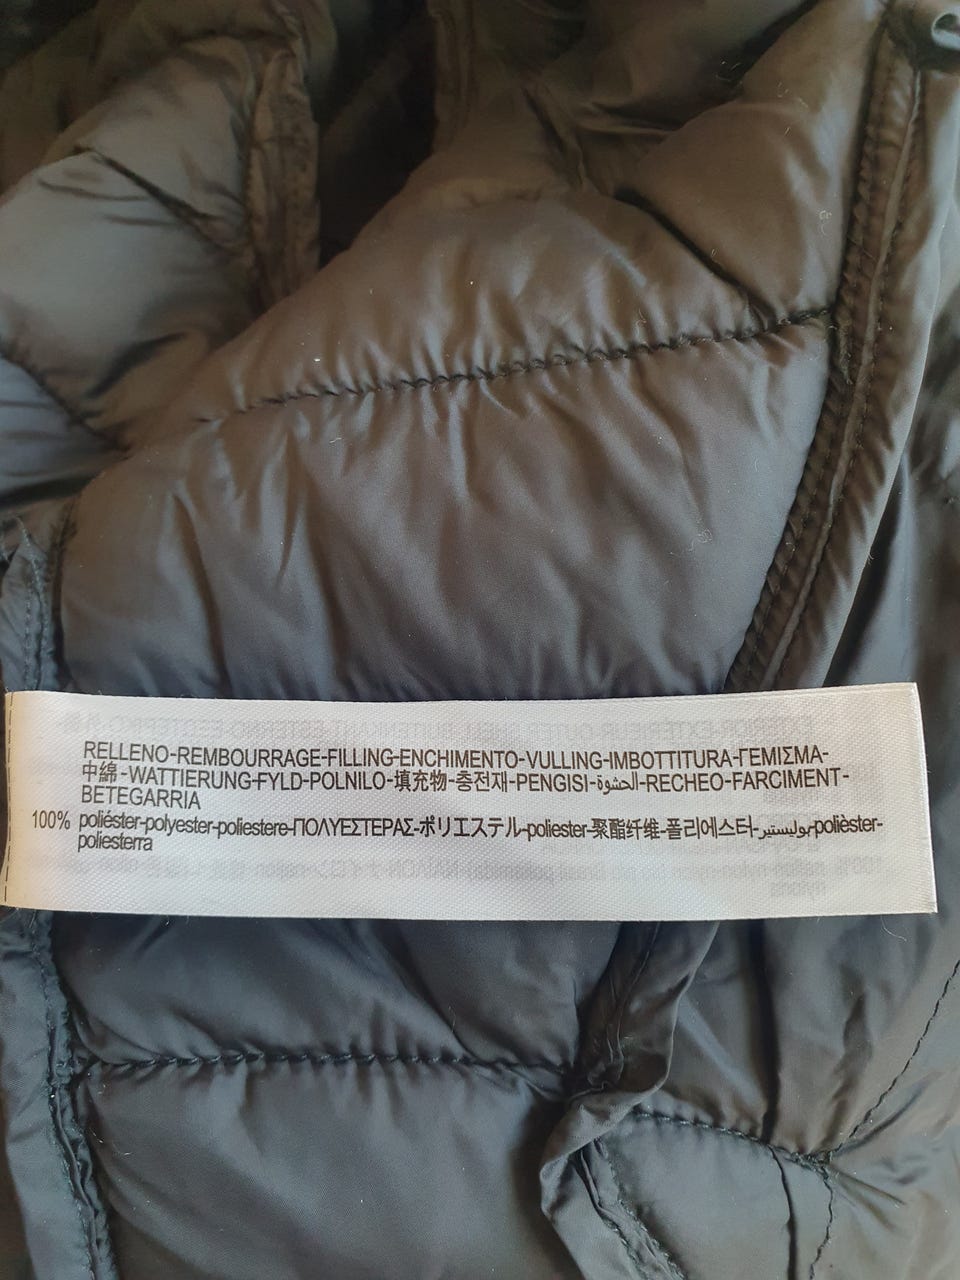 RELLENO-REMBOURRAGE-FILLING-ENCHIMENTO-VULLING-IMBOTTITURA-ΓΕΜΙΣΜΑ-
中綿-WATTIERUNG-FYLD-POLNILO-填充物-충전재-PENGISI-الحشوة-RECHEO-FARCIMENT-
BETEGARRIA
100% poliéster-polyester-poliestere-ΠΟΛΥΕΣΤΕΡΑΣ-ポリエステル-poliester-聚酯纤维-폴리에스터-بوليستير-polièster-
poliesterra